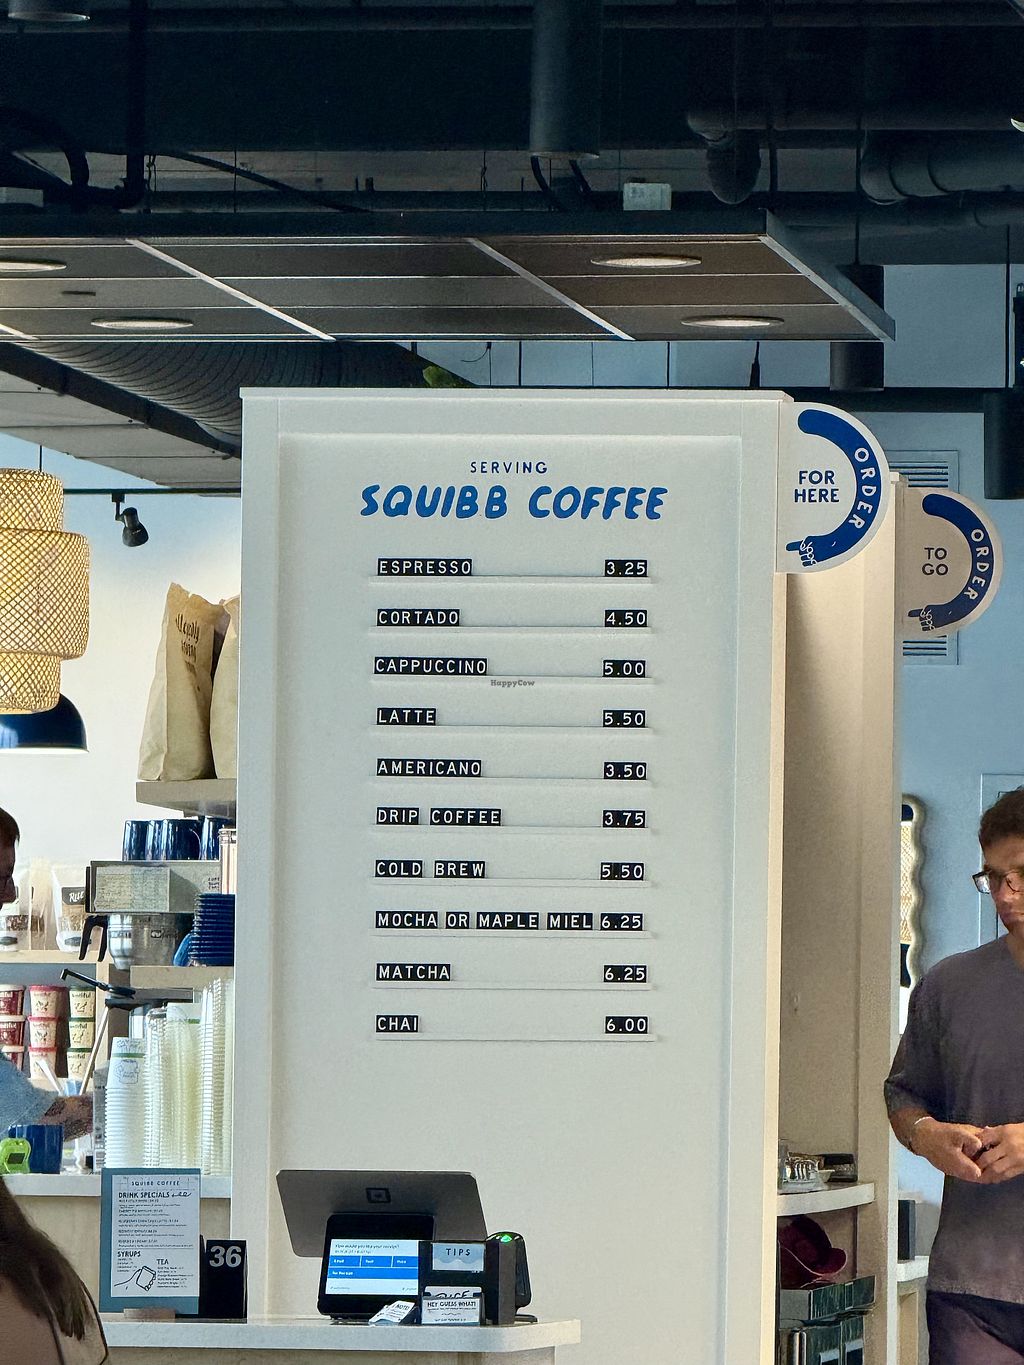 SERVING
SQUIBB COFFEE
ESPRESSO 3.25
CORTADO 4.50
CAPPUCCINO 5.00
HappyCow
LATTE 5.50
AMERICANO 3.50
DRIP COFFEE 3.75
COLD BREW 5.50
MOCHA OR MAPLE MIEL 6.25
MATCHA 6.25
CHAI 6.00
FOR
HERE
ORDER
TO
GO
ORDER
SQUIBB COFFEE
DRINK SPECIALS
SYRUPS
TEA
36
TIPS
HEY GUESS WHAT!